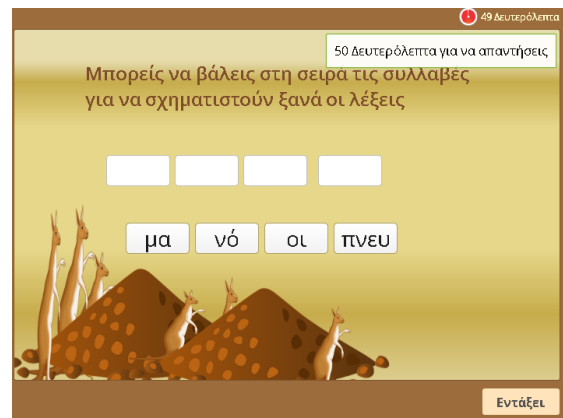 49 Δευτερόλεπτα
50 Δευτερόλεπτα για να απαντήσεις
Μπορείς να βάλεις στη σειρά τις συλλαβές
για να σχηματιστούν ξανά οι λέξεις
μα νό οι πνευ
Εντάξει